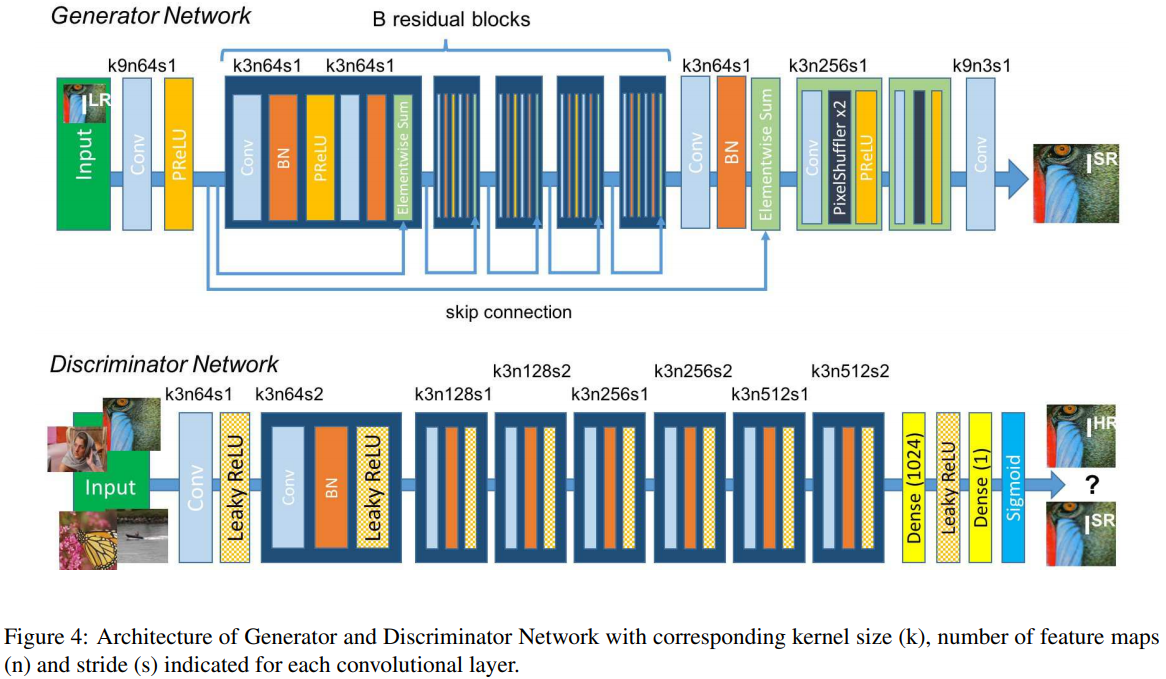 Generator Network
B residual blocks
k9n64s1
k3n64s1
k3n64s1
k3n64s1
k3n256s1
k9n3s1
I LR
Input
Conv
PReLU
Conv
BN
PReLU
Elementwise Sum
Conv
BN
Elementwise Sum
Conv
PixelShuffler x2
PReLU
Conv
I SR
skip connection
Discriminator Network
k3n128s2
k3n256s2
k3n512s2
k3n64s1
k3n64s2
k3n128s1
k3n256s1
k3n512s1
Input
Conv
Leaky ReLU
Conv
BN
Leaky ReLU
Dense (1024)
Leaky ReLU
Dense (1)
Sigmoid
I HR
?
I SR
Figure 4: Architecture of Generator and Discriminator Network with corresponding kernel size (k), number of feature maps
(n) and stride (s) indicated for each convolutional layer.